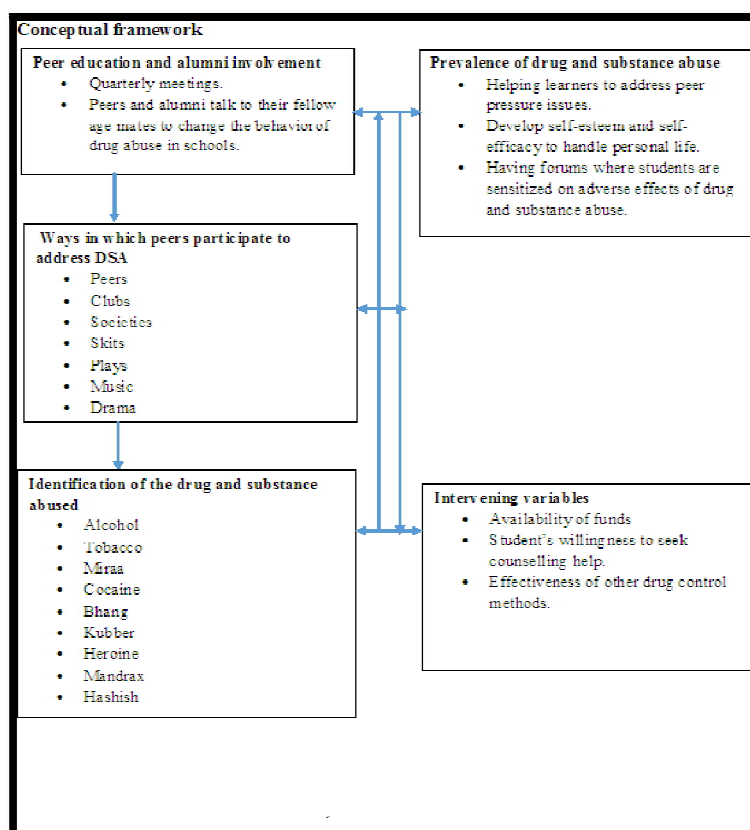 Conceptual framework
Peer education and alumni involvement
• Quarterly meetings.
• Peers and alumni talk to their fellow
age mates to change the behavior of
drug abuse in schools.
Prevalence of drug and substance abuse
• Helping learners to address peer
pressure issues.
• Develop self-esteem and self-
efficacy to handle personal life.
• Having forums where students are
sensitized on adverse effects of drug
and substance abuse.
Ways in which peers participate to
address DSA
• Peers
• Clubs
• Societies
• Skits
• Plays
• Music
• Drama
Identification of the drug and substance
abused
• Alcohol
• Tobacco
• Miraa
• Cocaine
• Bhang
• Kubber
• Heroine
• Mandrax
• Hashish
Intervening variables
• Availability of funds
• Student's willingness to seek
counselling help.
• Effectiveness of other drug control
methods.